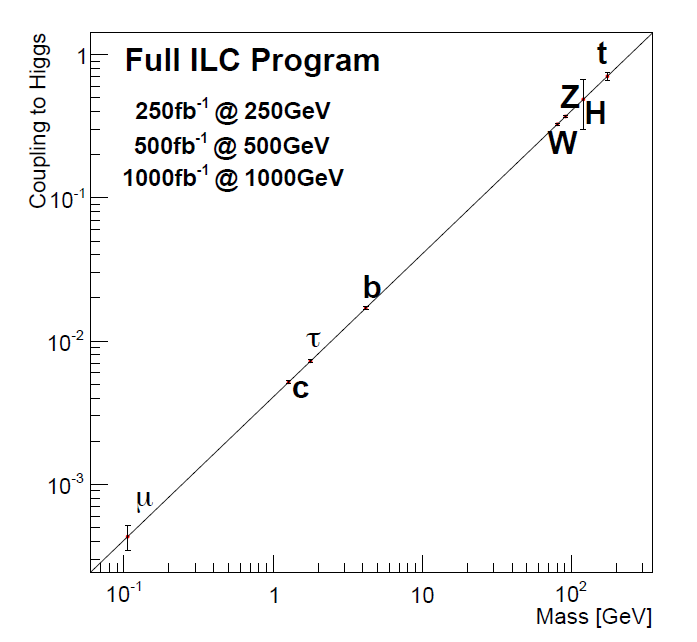 Full ILC Program
250fb⁻¹ @ 250GeV
500fb⁻¹ @ 500GeV
1000fb⁻¹ @ 1000GeV
Coupling to Higgs
1
10⁻¹
10⁻²
10⁻³
t
Z
H
W
b
τ
c
μ
10⁻¹
1
10
10²
Mass [GeV]